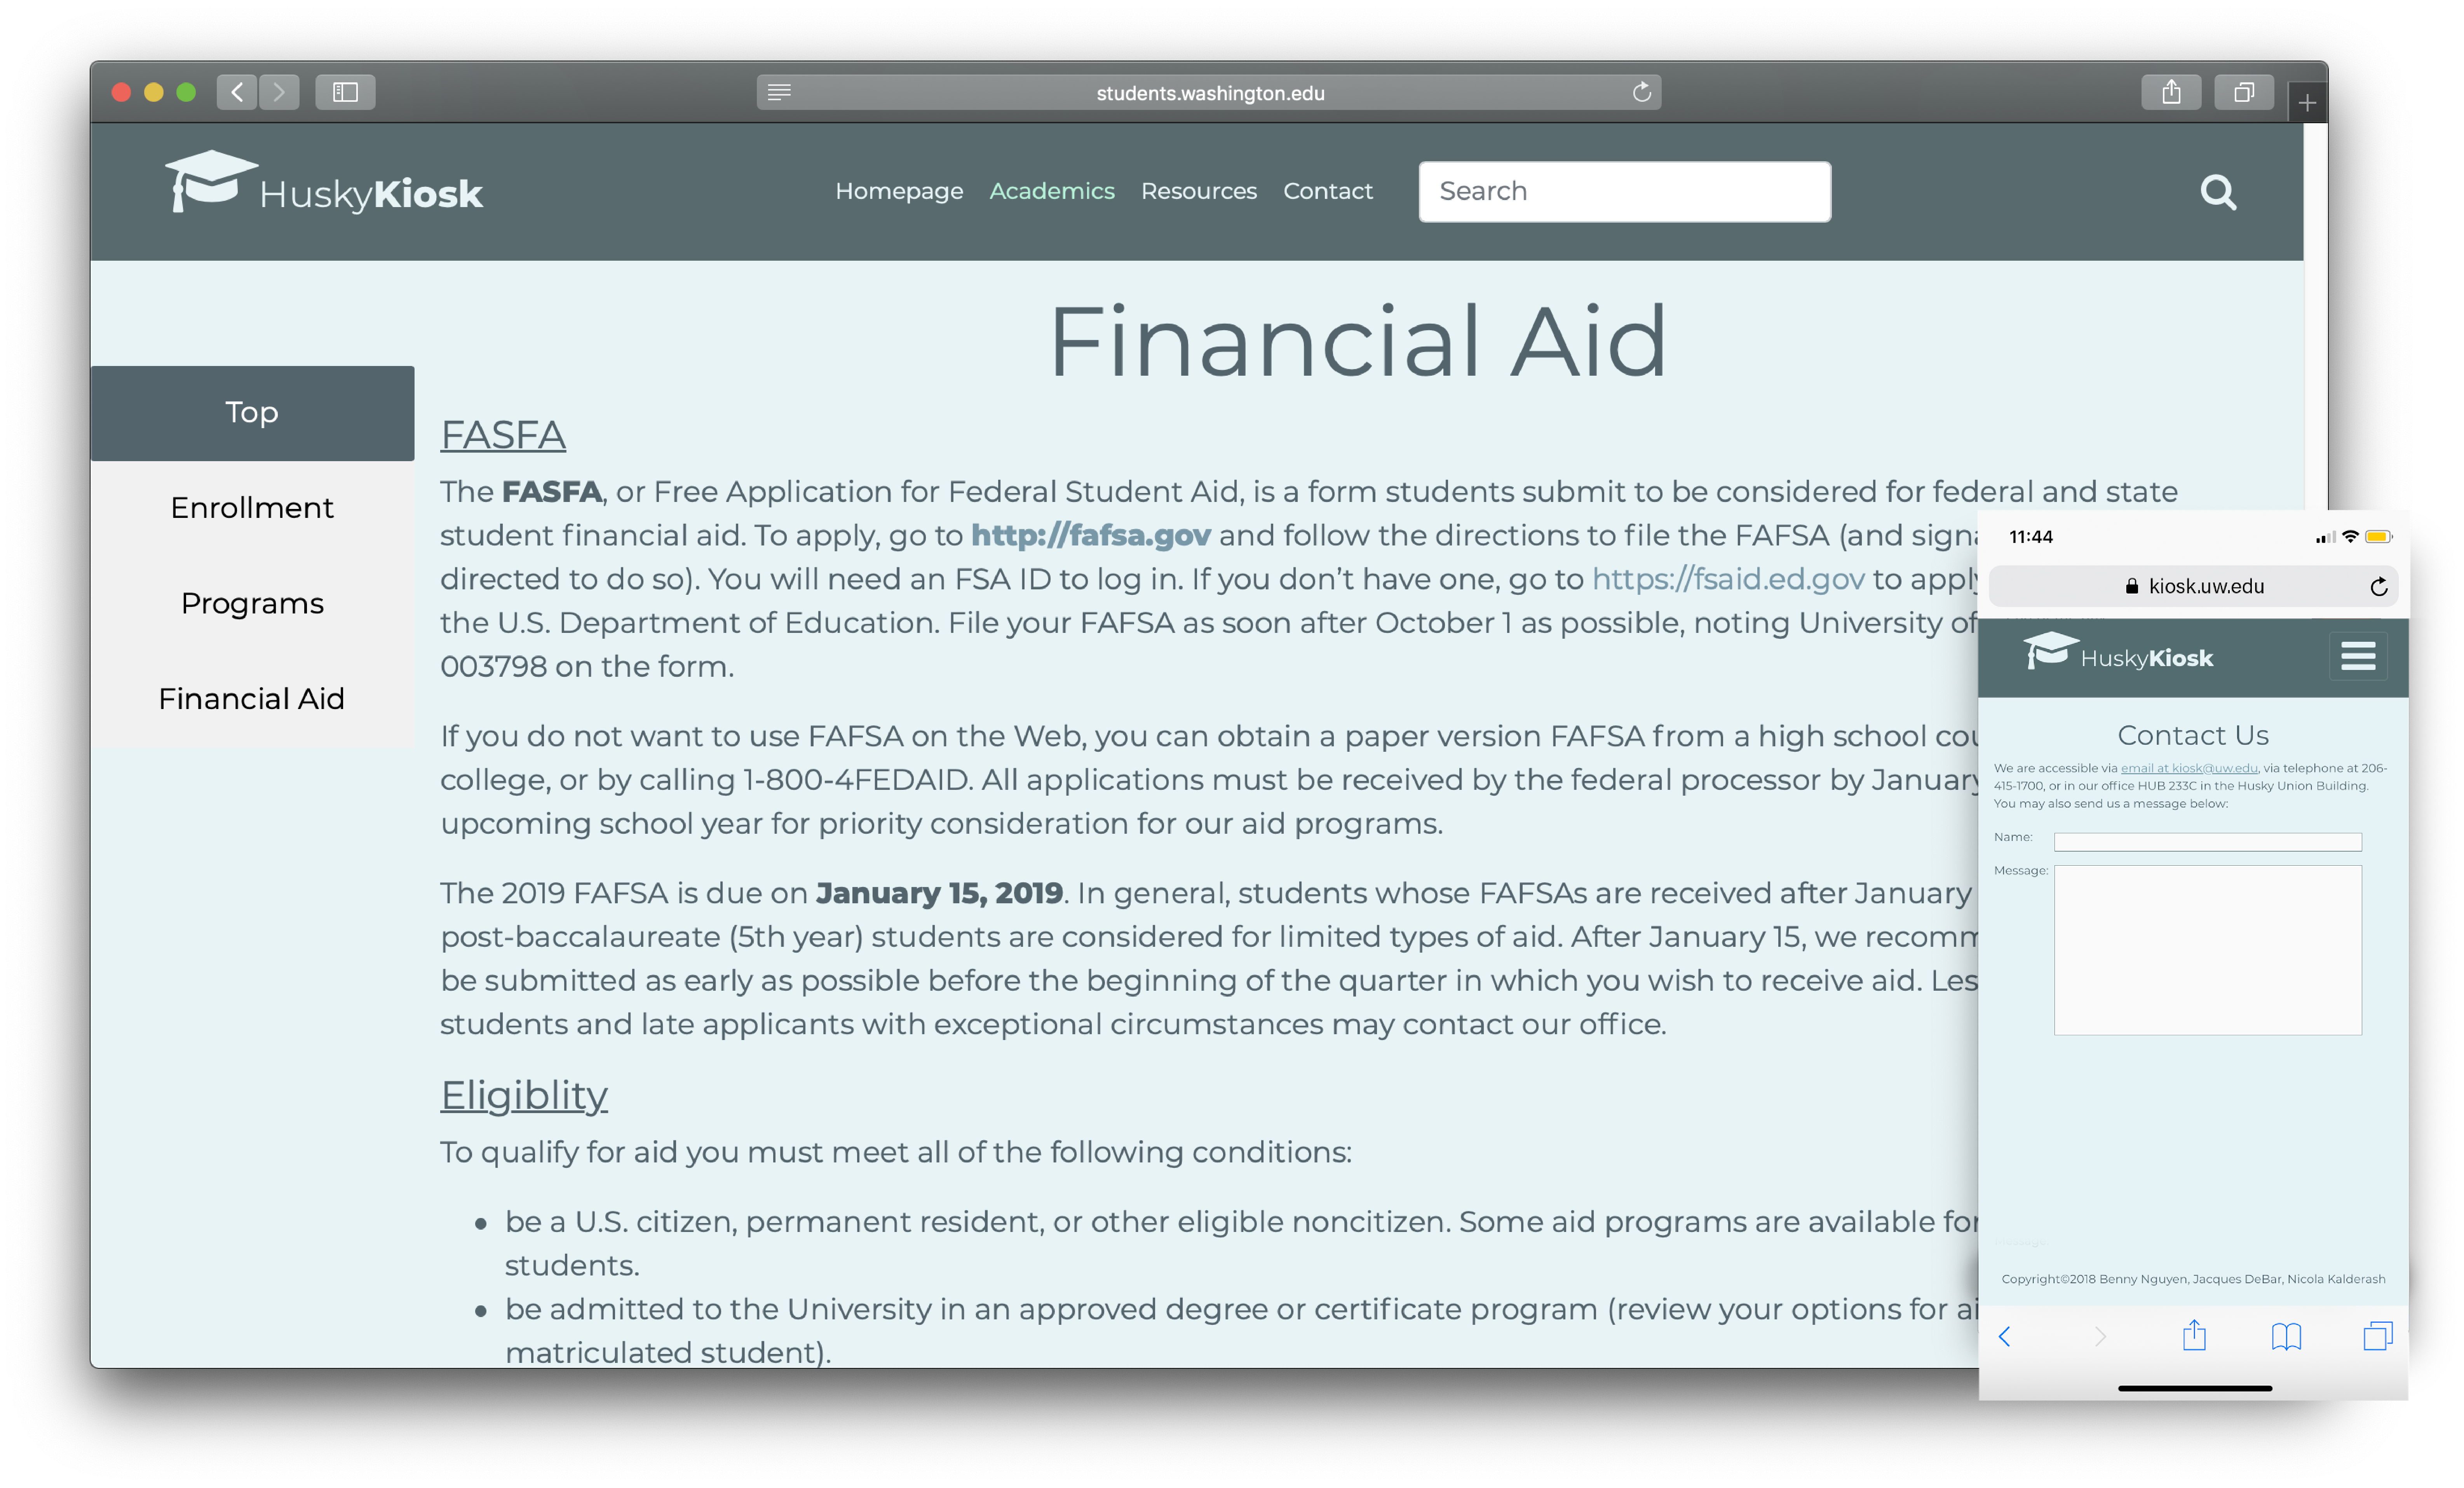 students.washington.edu
HuskyKiosk
Homepage Academics Resources Contact
Search
Financial Aid
Top
Enrollment
Programs
Financial Aid
FASFA
The FASFA, or Free Application for Federal Student Aid, is a form students submit to be considered for federal and state
student financial aid. To apply, go to http://fafsa.gov and follow the directions to file the FAFSA (and signa
directed to do so). You will need an FSA ID to log in. If you don’t have one, go to https://fsaid.ed.gov to apply
the U.S. Department of Education. File your FAFSA as soon after October 1 as possible, noting University of
003798 on the form.
If you do not want to use FAFSA on the Web, you can obtain a paper version FAFSA from a high school cou
college, or by calling 1-800-4FEDAID. All applications must be received by the federal processor by January
upcoming school year for priority consideration for our aid programs.
The 2019 FAFSA is due on January 15, 2019. In general, students whose FAFSAs are received after January
post-baccalaureate (5th year) students are considered for limited types of aid. After January 15, we recomm
be submitted as early as possible before the beginning of the quarter in which you wish to receive aid. Les
students and late applicants with exceptional circumstances may contact our office.
Eligiblity
To qualify for aid you must meet all of the following conditions:
• be a U.S. citizen, permanent resident, or other eligible noncitizen. Some aid programs are available for
students.
• be admitted to the University in an approved degree or certificate program (review your options for ai
matriculated student).
11:44
kiosk.uw.edu
HuskyKiosk
Contact Us
We are accessible via email at kiosk@uw.edu, via telephone at 206-
415-1700, or in our office HUB 233C in the Husky Union Building.
You may also send us a message below:
Name:
Message:
Copyright©2018 Benny Nguyen, Jacques DeBar, Nicola Kalderash